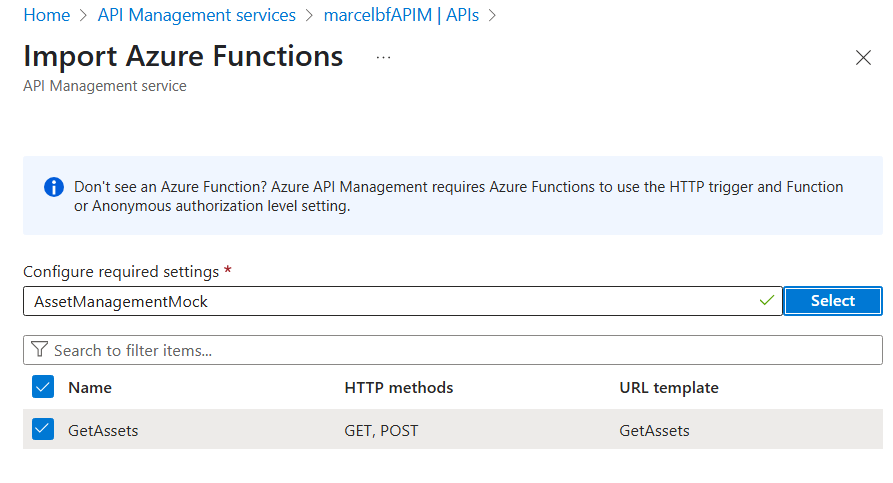 Home > API Management services > marcelbfAPIM | APIs >
Import Azure Functions ...
API Management service
Don't see an Azure Function? Azure API Management requires Azure Functions to use the HTTP trigger and Function
or Anonymous authorization level setting.
Configure required settings *
AssetManagementMock Select
Search to filter items...
Name HTTP methods URL template
GetAssets GET, POST GetAssets